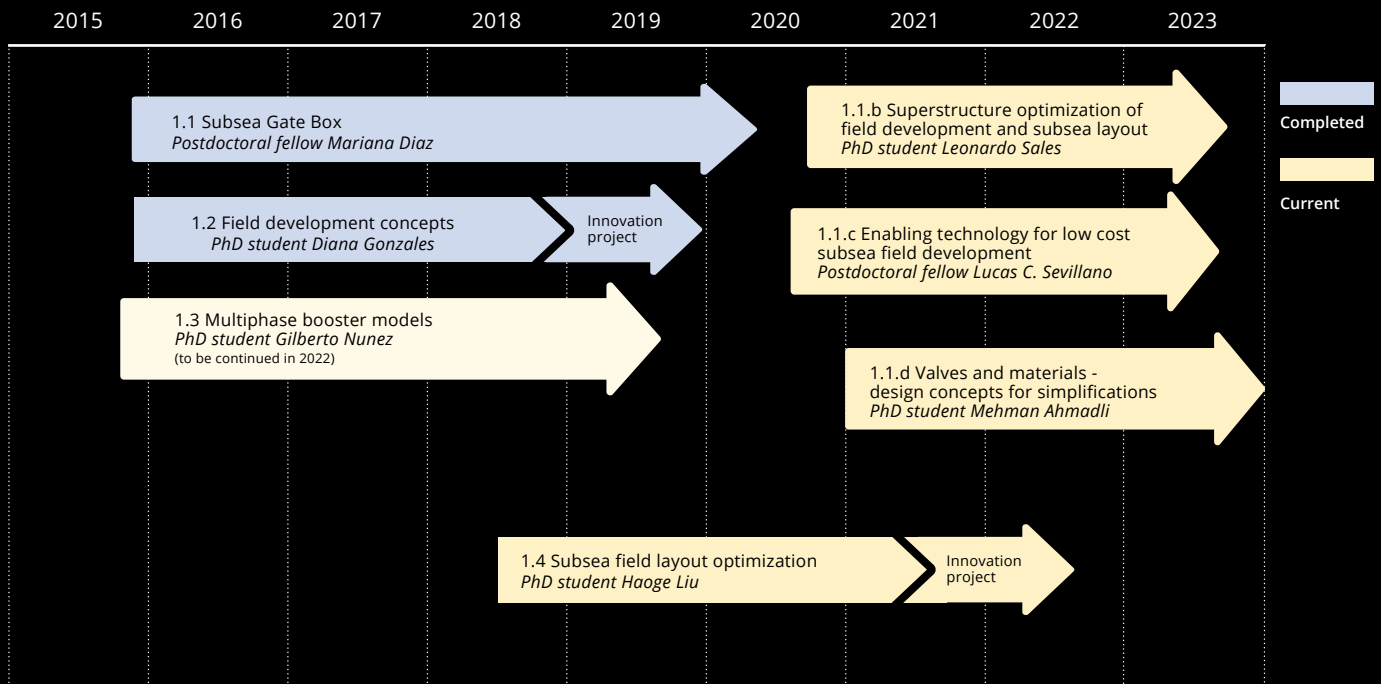 2015 2016 2017 2018 2019 2020 2021 2022 2023
1.1 Subsea Gate Box
Postdoctoral fellow Mariana Diaz
1.2 Field development concepts
PhD student Diana Gonzales
Innovation
project
1.3 Multiphase booster models
PhD student Gilberto Nunez
(to be continued in 2022)
1.1.b Superstructure optimization of
field development and subsea layout
PhD student Leonardo Sales
1.1.c Enabling technology for low cost
subsea field development
Postdoctoral fellow Lucas C. Sevillano
1.1.d Valves and materials -
design concepts for simplifications
PhD student Mehman Ahmadli
1.4 Subsea field layout optimization
PhD student Haoge Liu
Innovation
project
Completed
Current